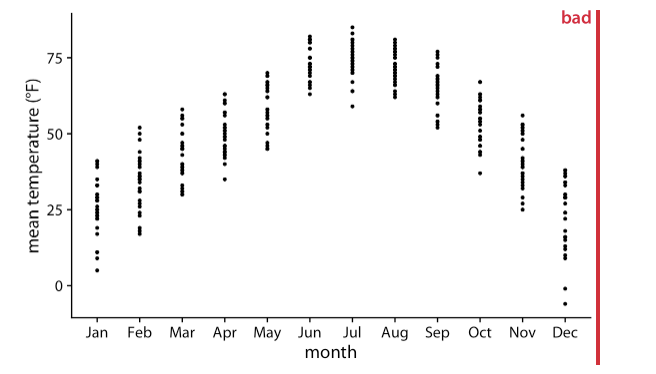 bad
mean temperature (°F)
75
50
25
0
Jan Feb Mar Apr May Jun Jul Aug Sep Oct Nov Dec
month